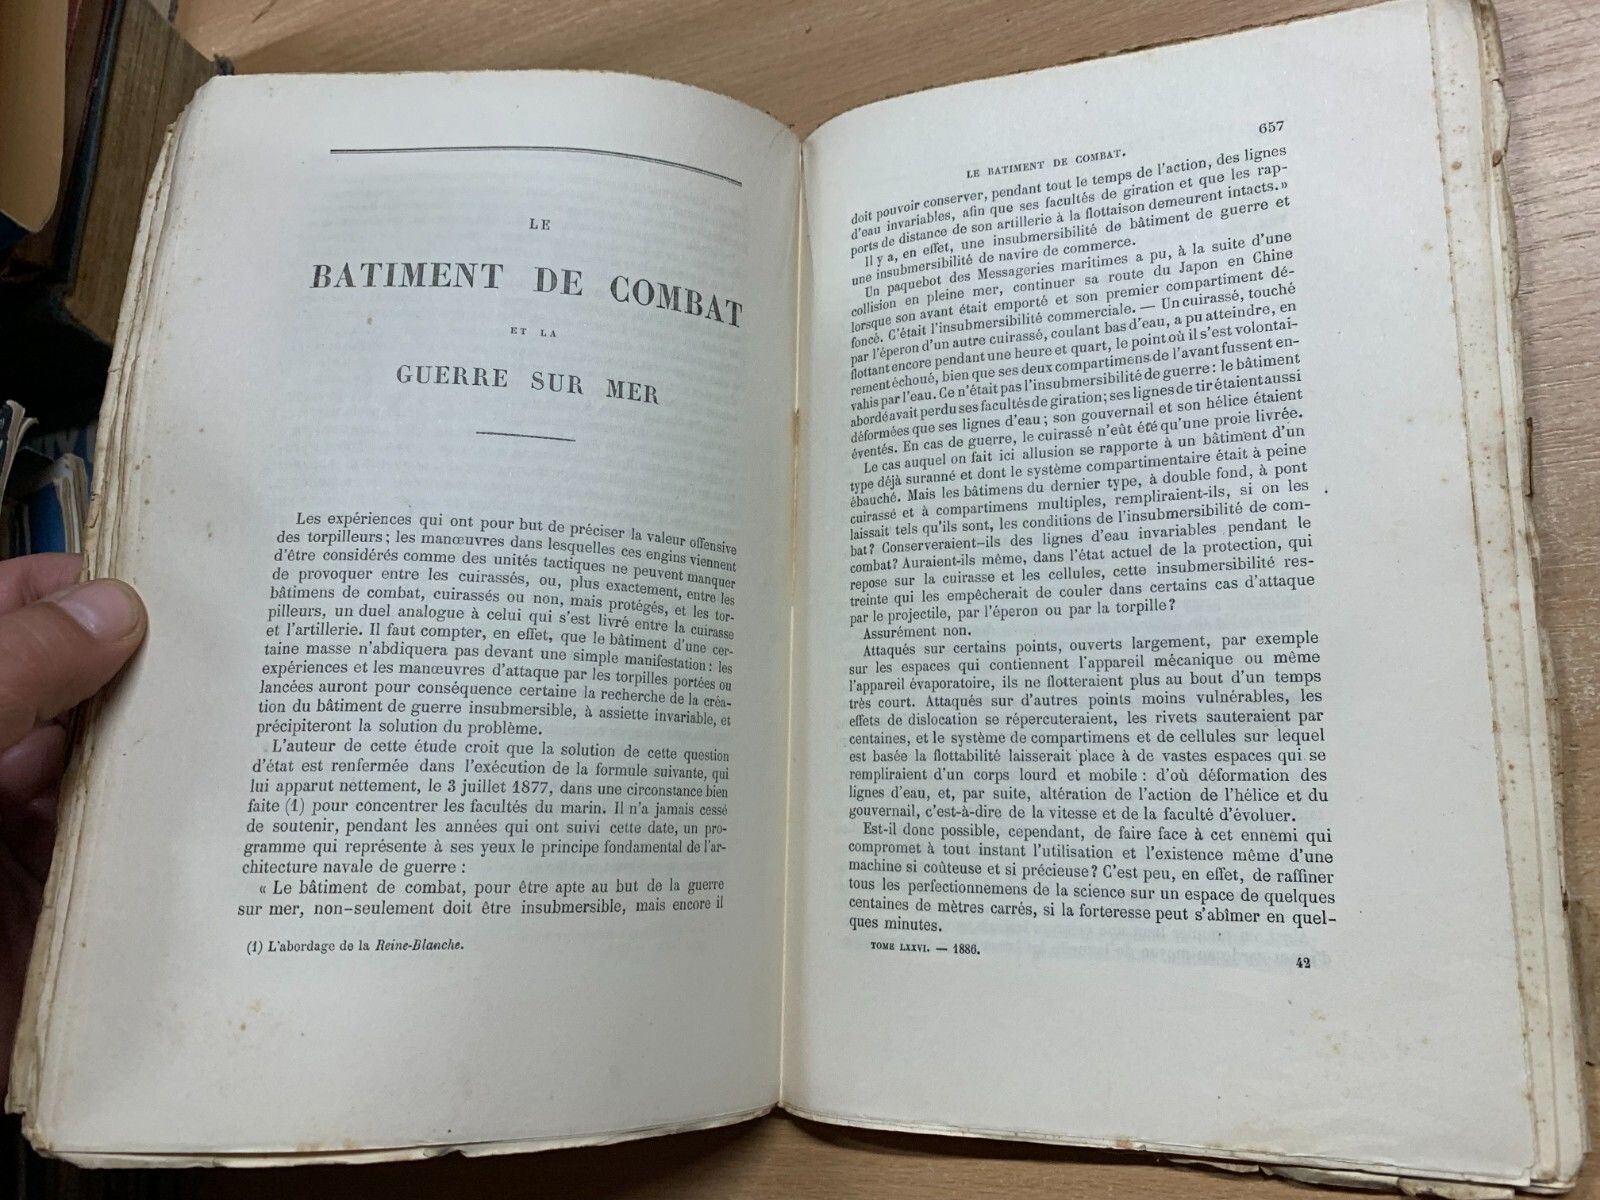 LE
BATIMENT DE COMBAT
ET LA
GUERRE SUR MER
Les expériences qui ont pour but de préciser la valeur offensive
des torpilleurs; les manœuvres dans lesquelles ces engins viennent
d'être considérés comme des unités tactiques ne peuvent manquer
de provoquer entre les cuirassés, ou, plus exactement, entre les
bâtimens de combat, cuirassés ou non, mais protégés, et les tor-
pilleurs, un duel analogue à celui qui s'est livré entre la cuirasse
et l'artillerie. Il faut compter, en effet, que le bâtiment d'une cer-
taine masse n'abdiquera pas devant une simple manifestation: les
expériences et les manœuvres d'attaque par les torpilles portées ou
lancées auront pour conséquence certaine la recherche de la créa-
tion du bâtiment de guerre insubmersible, à assiette invariable, et
précipiteront la solution du problème.
L'auteur de cette étude croit que la solution de cette question
d'état est renfermée dans l'exécution de la formule suivante, qui
lui apparut nettement, le 3 juillet 1877, dans une circonstance bien
faite (1) pour concentrer les facultés du marin. Il n'a jamais cessé
de soutenir, pendant les années qui ont suivi cette date, un pro-
gramme qui représente à ses yeux le principe fondamental de l'ar-
chitecture navale de guerre :
« Le bâtiment de combat, pour être apte au but de la guerre
sur mer, non-seulement doit être insubmersible, mais encore il
(1) L'abordage de la Reine-Blanche.
657
LE BATIMENT DE COMBAT.
doit pouvoir conserver, pendant tout le temps de l'action, des lignes
d'eau invariables, afin que ses facultés de giration et que les rap-
ports de distance de son artillerie à la flottaison demeurent intacts. »
Il y a, en effet, une insubmersibilité de bâtiment de guerre et
une insubmersibilité de navire de commerce.
Un paquebot des Messageries maritimes a pu, à la suite d'une
collision en pleine mer, continuer sa route du Japon en Chine
lorsque son avant était emporté et son premier compartiment dé-
foncé. C'était l'insubmersibilité commerciale. — Un cuirassé, touché
par l'éperon d'un autre cuirassé, coulant bas d'eau, a pu atteindre, en
flottant encore pendant une heure et quart, le point où il s'est volontai-
rement échoué, bien que ses deux compartimens de l'avant fussent en-
vahis par l'eau. Ce n'était pas l'insubmersibilité de guerre : le bâtiment
abordé avait perdu ses facultés de giration; ses lignes de tir étaient aussi
déformées que ses lignes d'eau; son gouvernail et son hélice étaient
éventés. En cas de guerre, le cuirassé n'eût été qu'une proie livrée.
Le cas auquel on fait ici allusion se rapporte à un bâtiment d'un
type déjà suranné et dont le système compartimentaire était à peine
ébauché. Mais les bâtimens du dernier type, à double fond, à pont
cuirassé et à compartimens multiples, rempliraient-ils, si on les
laissait tels qu'ils sont, les conditions de l'insubmersibilité de com-
bat? Conserveraient-ils des lignes d'eau invariables pendant le
combat? Auraient-ils même, dans l'état actuel de la protection, qui
repose sur la cuirasse et les cellules, cette insubmersibilité res-
treinte qui les empêcherait de couler dans certains cas d'attaque
par le projectile, par l'éperon ou par la torpille?
Assurément non.
Attaqués sur certains points, ouverts largement, par exemple
sur les espaces qui contiennent l'appareil mécanique ou même
l'appareil évaporatoire, ils ne flotteraient plus au bout d'un temps
très court. Attaqués sur d'autres points moins vulnérables, les
effets de dislocation se répercuteraient, les rivets sauteraient par
centaines, et le système de compartimens et de cellules sur lequel
est basée la flottabilité laisserait place à de vastes espaces qui se
rempliraient d'un corps lourd et mobile : d'où déformation des
lignes d'eau, et, par suite, altération de l'action de l'hélice et du
gouvernail, c'est-à-dire de la vitesse et de la faculté d'évoluer.
Est-il donc possible, cependant, de faire face à cet ennemi qui
compromet à tout instant l'utilisation et l'existence même d'une
machine si coûteuse et si précieuse? C'est peu, en effet, de raffiner
tous les perfectionnemens de la science sur un espace de quelques
centaines de mètres carrés, si la forteresse peut s'abîmer en quel-
ques minutes.
TOME LXXVI. — 1886.
42